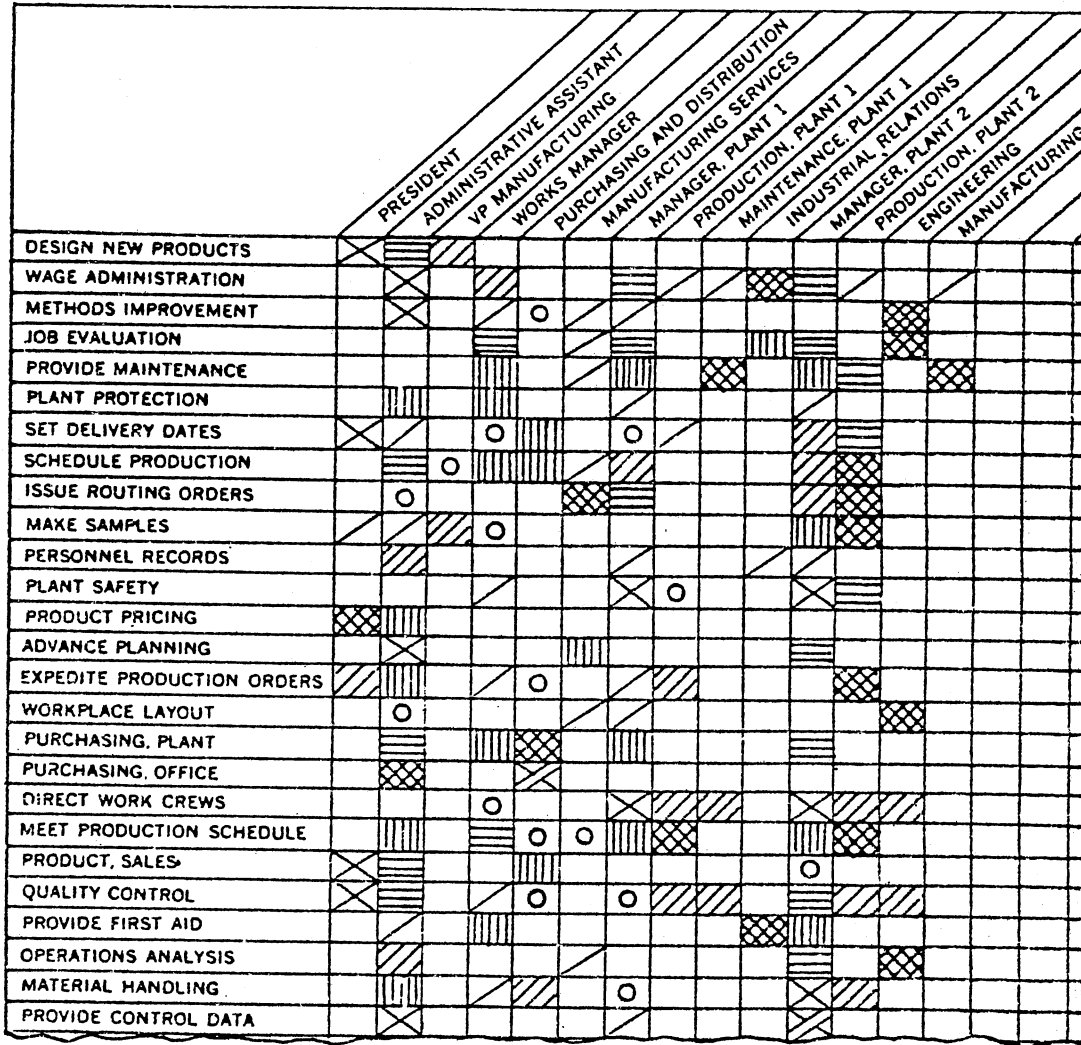 PRESIDENT
ADMINISTRATIVE ASSISTANT
VP MANUFACTURING
WORKS MANAGER
PURCHASING AND DISTRIBUTION
MANUFACTURING SERVICES
MANAGER, PLANT 1
PRODUCTION, PLANT 1
MAINTENANCE, PLANT 1
INDUSTRIAL RELATIONS
MANAGER, PLANT 2
PRODUCTION, PLANT 2
ENGINEERING
MANUFACTURING
DESIGN NEW PRODUCTS
WAGE ADMINISTRATION
METHODS IMPROVEMENT
JOB EVALUATION
PROVIDE MAINTENANCE
PLANT PROTECTION
SET DELIVERY DATES
SCHEDULE PRODUCTION
ISSUE ROUTING ORDERS
MAKE SAMPLES
PERSONNEL RECORDS
PLANT SAFETY
PRODUCT PRICING
ADVANCE PLANNING
EXPEDITE PRODUCTION ORDERS
WORKPLACE LAYOUT
PURCHASING, PLANT
PURCHASING, OFFICE
DIRECT WORK CREWS
MEET PRODUCTION SCHEDULE
PRODUCT, SALES
QUALITY CONTROL
PROVIDE FIRST AID
OPERATIONS ANALYSIS
MATERIAL HANDLING
PROVIDE CONTROL DATA